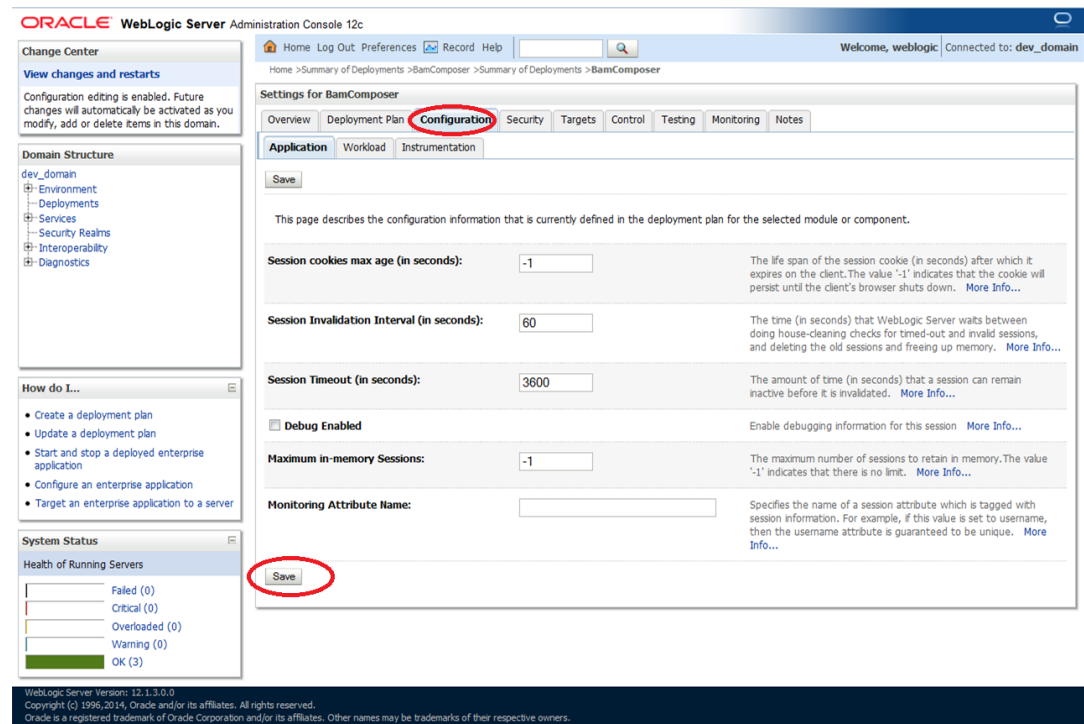 ORACLE WebLogic Server Administration Console 12c
Change Center
View changes and restarts
Configuration editing is enabled. Future
changes will automatically be activated as you
modify, add or delete items in this domain.
Domain Structure
dev_domain
Environment
Deployments
Services
Security Realms
Interoperability
Diagnostics
How do I...
Create a deployment plan
Update a deployment plan
Start and stop a deployed enterprise
application
Configure an enterprise application
Target an enterprise application to a server
System Status
Health of Running Servers
Failed (0)
Critical (0)
Overloaded (0)
Warning (0)
OK (3)
Home Log Out Preferences Record Help
Welcome, weblogic Connected to: dev_domain
Home >Summary of Deployments >BamComposer >Summary of Deployments >BamComposer
Settings for BamComposer
Overview Deployment Plan Configuration Security Targets Control Testing Monitoring Notes
Application Workload Instrumentation
Save
This page describes the configuration information that is currently defined in the deployment plan for the selected module or component.
Session cookies max age (in seconds):
-1
The life span of the session cookie (in seconds) after which it
expires on the client.The value '-1' indicates that the cookie will
persist until the client's browser shuts down. More Info...
Session Invalidation Interval (in seconds):
60
The time (in seconds) that WebLogic Server waits between
doing house-cleaning checks for timed-out and invalid sessions,
and deleting the old sessions and freeing up memory. More Info...
Session Timeout (in seconds):
3600
The amount of time (in seconds) that a session can remain
inactive before it is invalidated. More Info...
Debug Enabled
Enable debugging information for this session More Info...
Maximum in-memory Sessions:
-1
The maximum number of sessions to retain in memory.The value
'-1' indicates that there is no limit. More Info...
Monitoring Attribute Name:
Specifies the name of a session attribute which is tagged with
session information. For example, if this value is set to username,
then the username attribute is guaranteed to be unique. More
Info...
Save
WebLogic Server Version: 12.1.3.0.0
Copyright (c) 1996,2014, Oracle and/or its affiliates. All rights reserved.
Oracle is a registered trademark of Oracle Corporation and/or its affiliates. Other names may be trademarks of their respective owners.